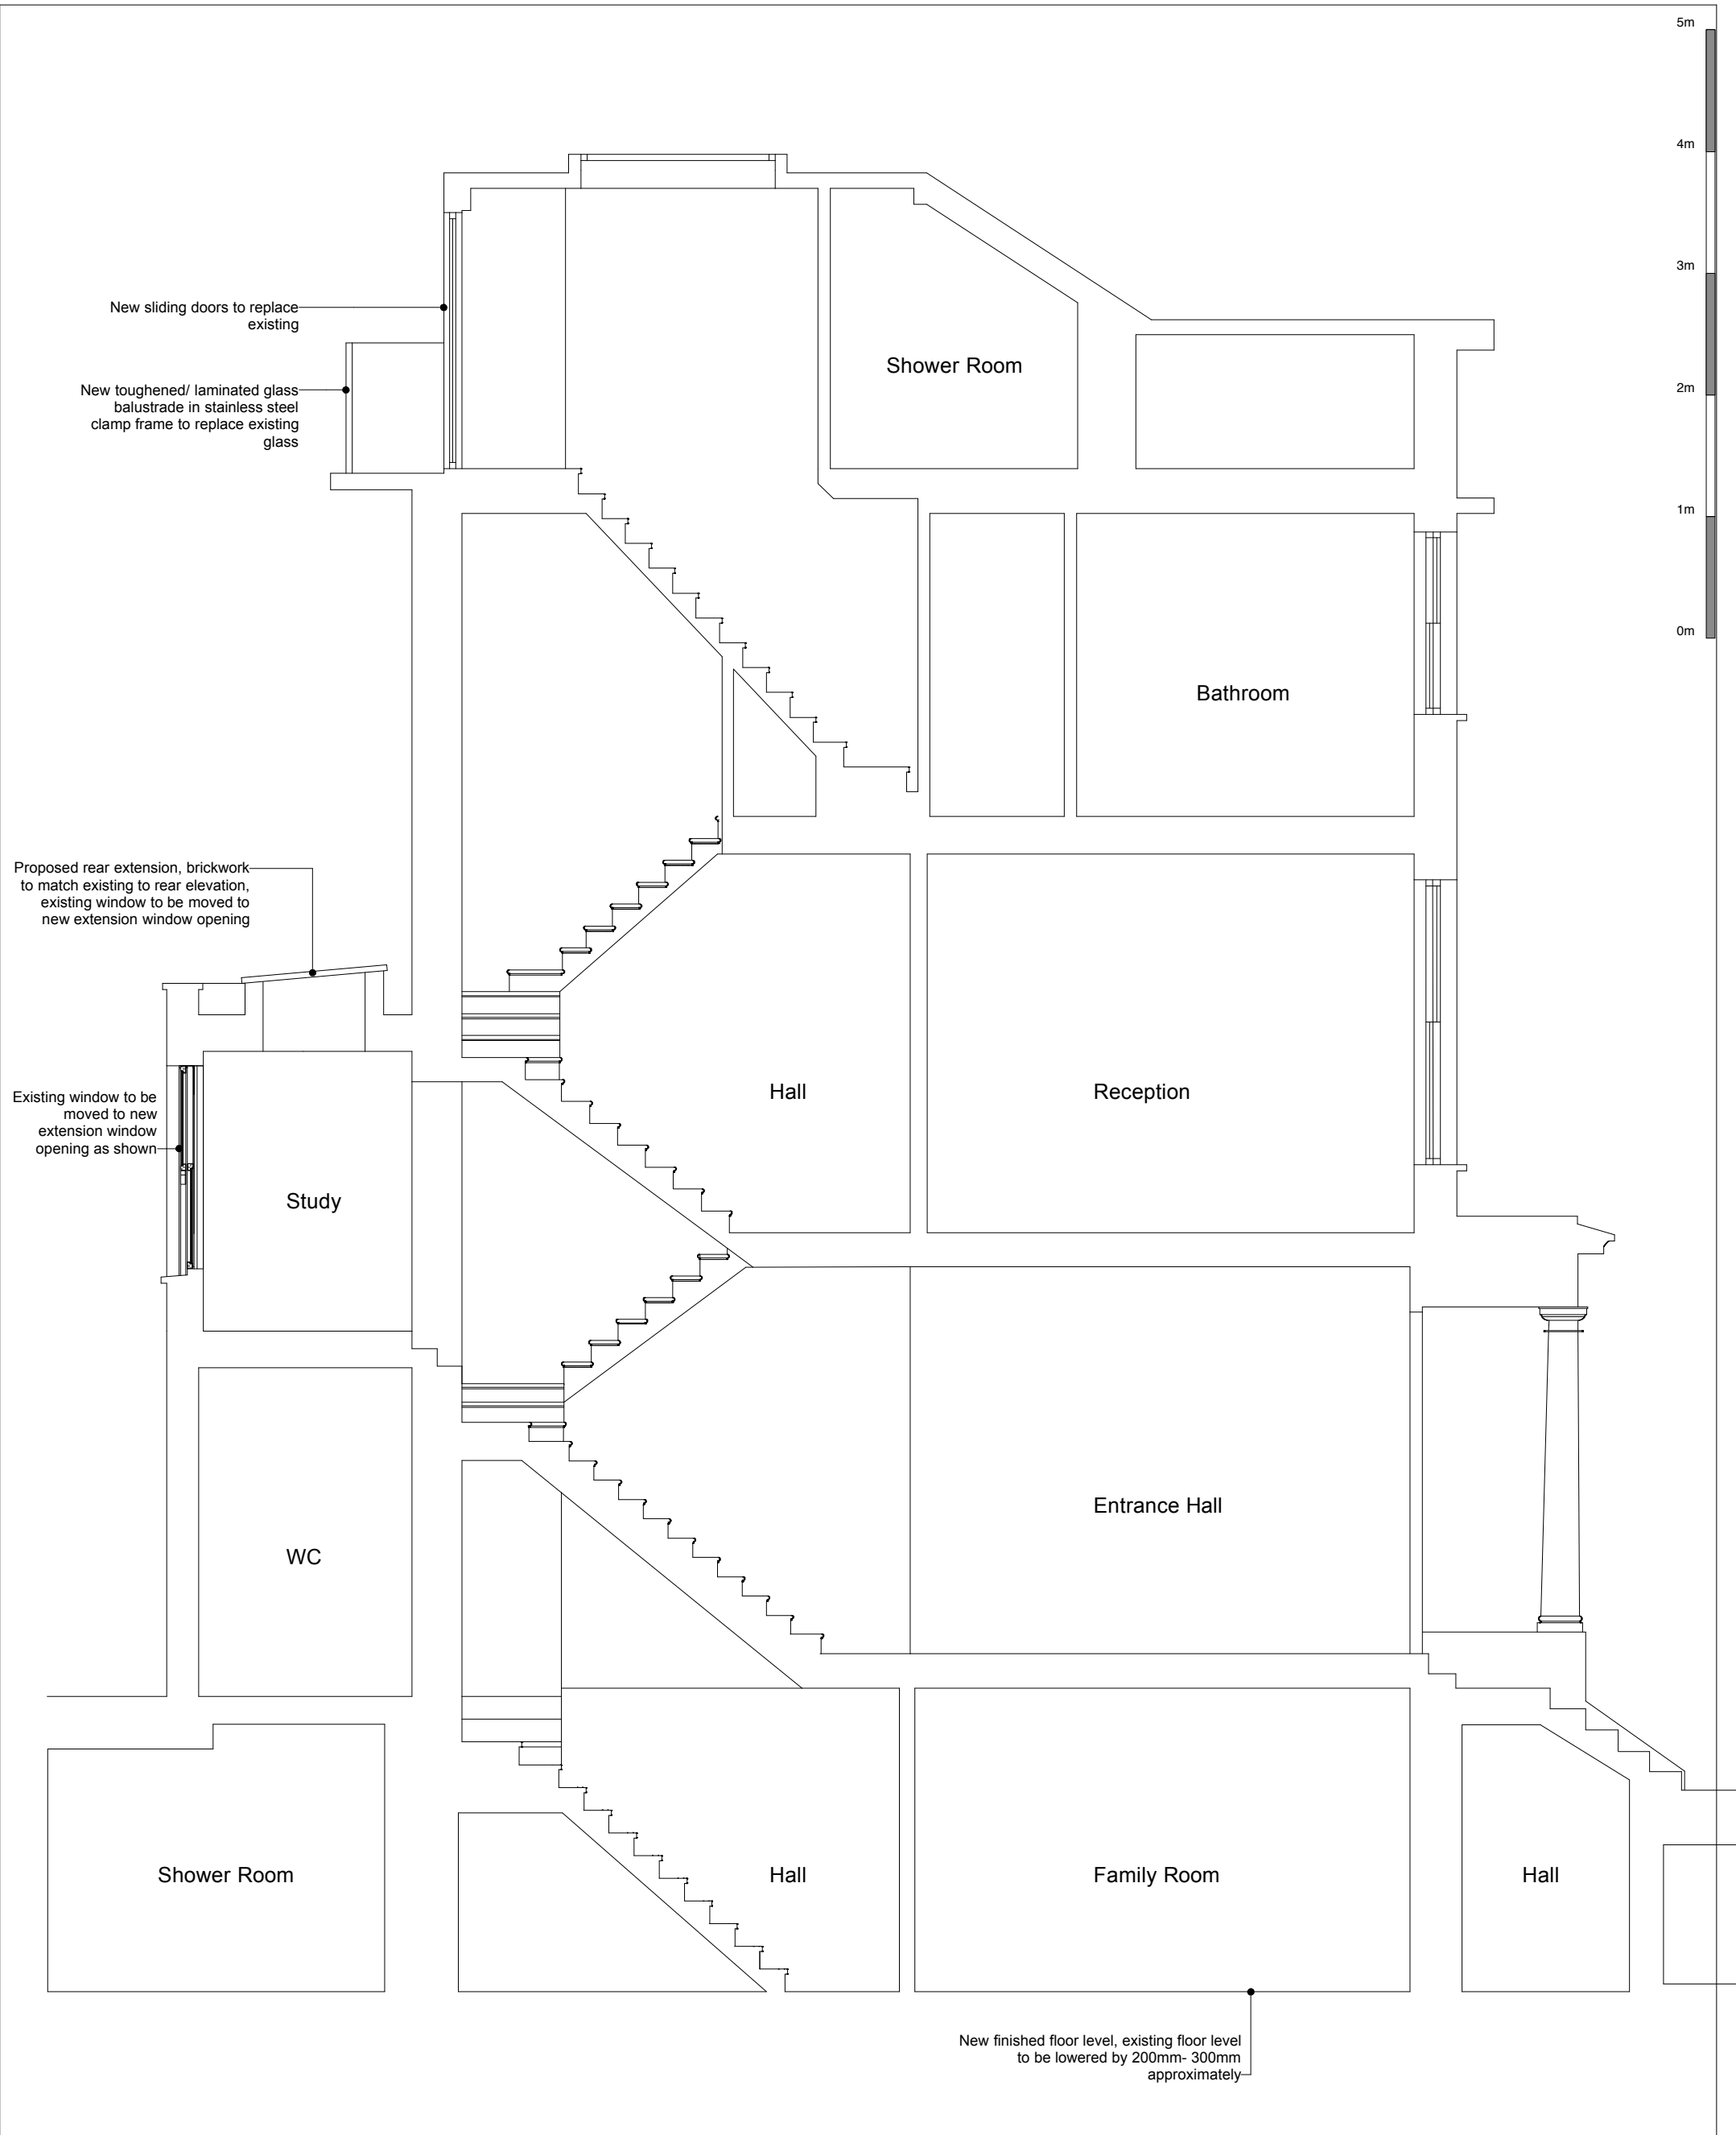 5m
4m
3m
2m
1m
0m
New sliding doors to replace
existing
New toughened/ laminated glass
balustrade in stainless steel
clamp frame to replace existing
glass
Shower Room
Bathroom
Proposed rear extension, brickwork
to match existing to rear elevation,
existing window to be moved to
new extension window opening
Existing window to be
moved to new
extension window
opening as shown
Hall
Reception
Study
Entrance Hall
WC
Shower Room
Hall
Family Room
Hall
New finished floor level, existing floor level
to be lowered by 200mm- 300mm
approximately